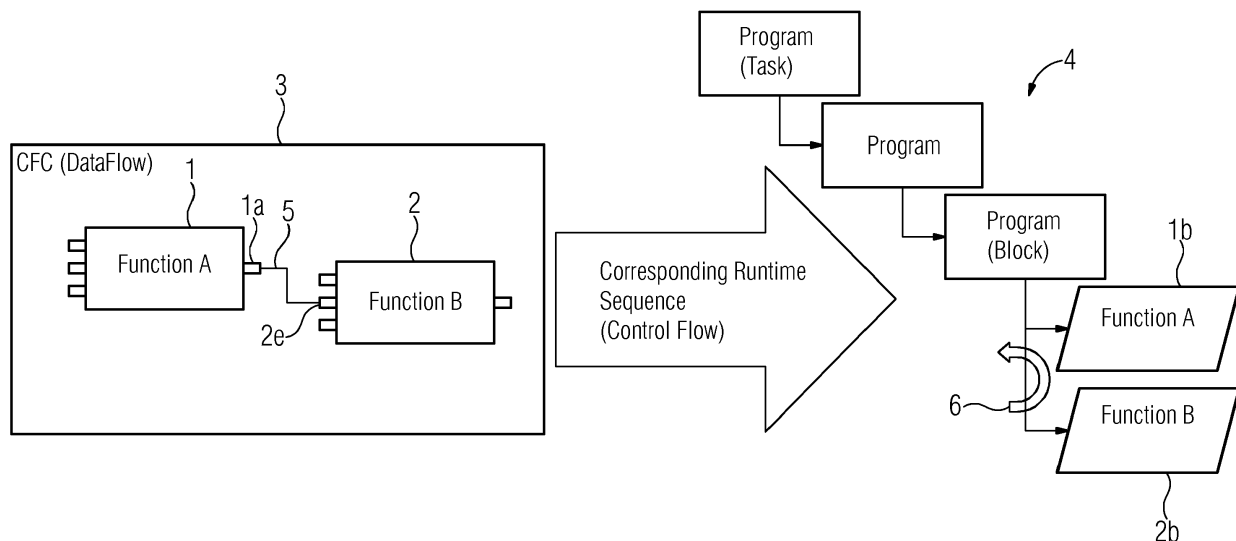 Program
(Task)
4
3
CFC (DataFlow)
1
1a
5
2
Function A
Function B
2e
Corresponding Runtime
Sequence
(Control Flow)
Program
Program
(Block)
1b
Function A
6
Function B
2b